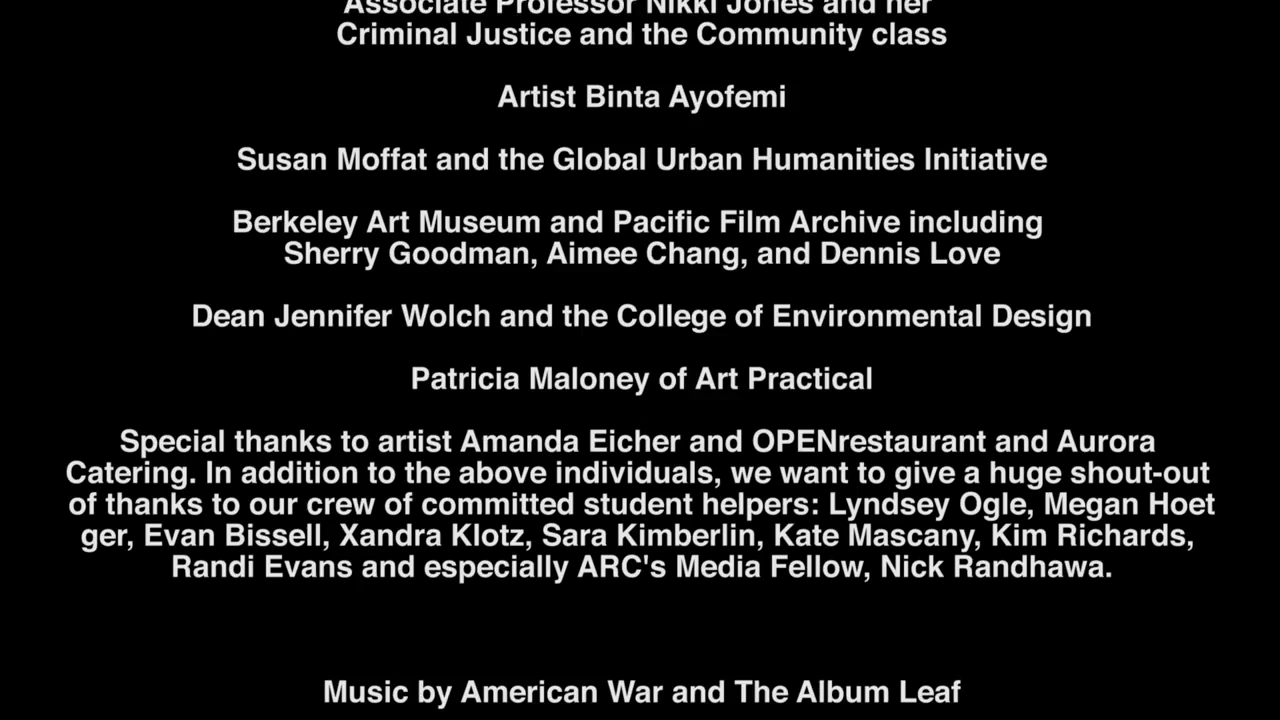 Associate Professor Nikki Jones and her
Criminal Justice and the Community class
Artist Binta Ayofemi
Susan Moffat and the Global Urban Humanities Initiative
Berkeley Art Museum and Pacific Film Archive including
Sherry Goodman, Aimee Chang, and Dennis Love
Dean Jennifer Wolch and the College of Environmental Design
Patricia Maloney of Art Practical
Special thanks to artist Amanda Eicher and OPENrestaurant and Aurora
Catering. In addition to the above individuals, we want to give a huge shout-out
of thanks to our crew of committed student helpers: Lyndsey Ogle, Megan Hoet
ger, Evan Bissell, Xandra Klotz, Sara Kimberlin, Kate Mascany, Kim Richards,
Randi Evans and especially ARC's Media Fellow, Nick Randhawa.
Music by American War and The Album Leaf